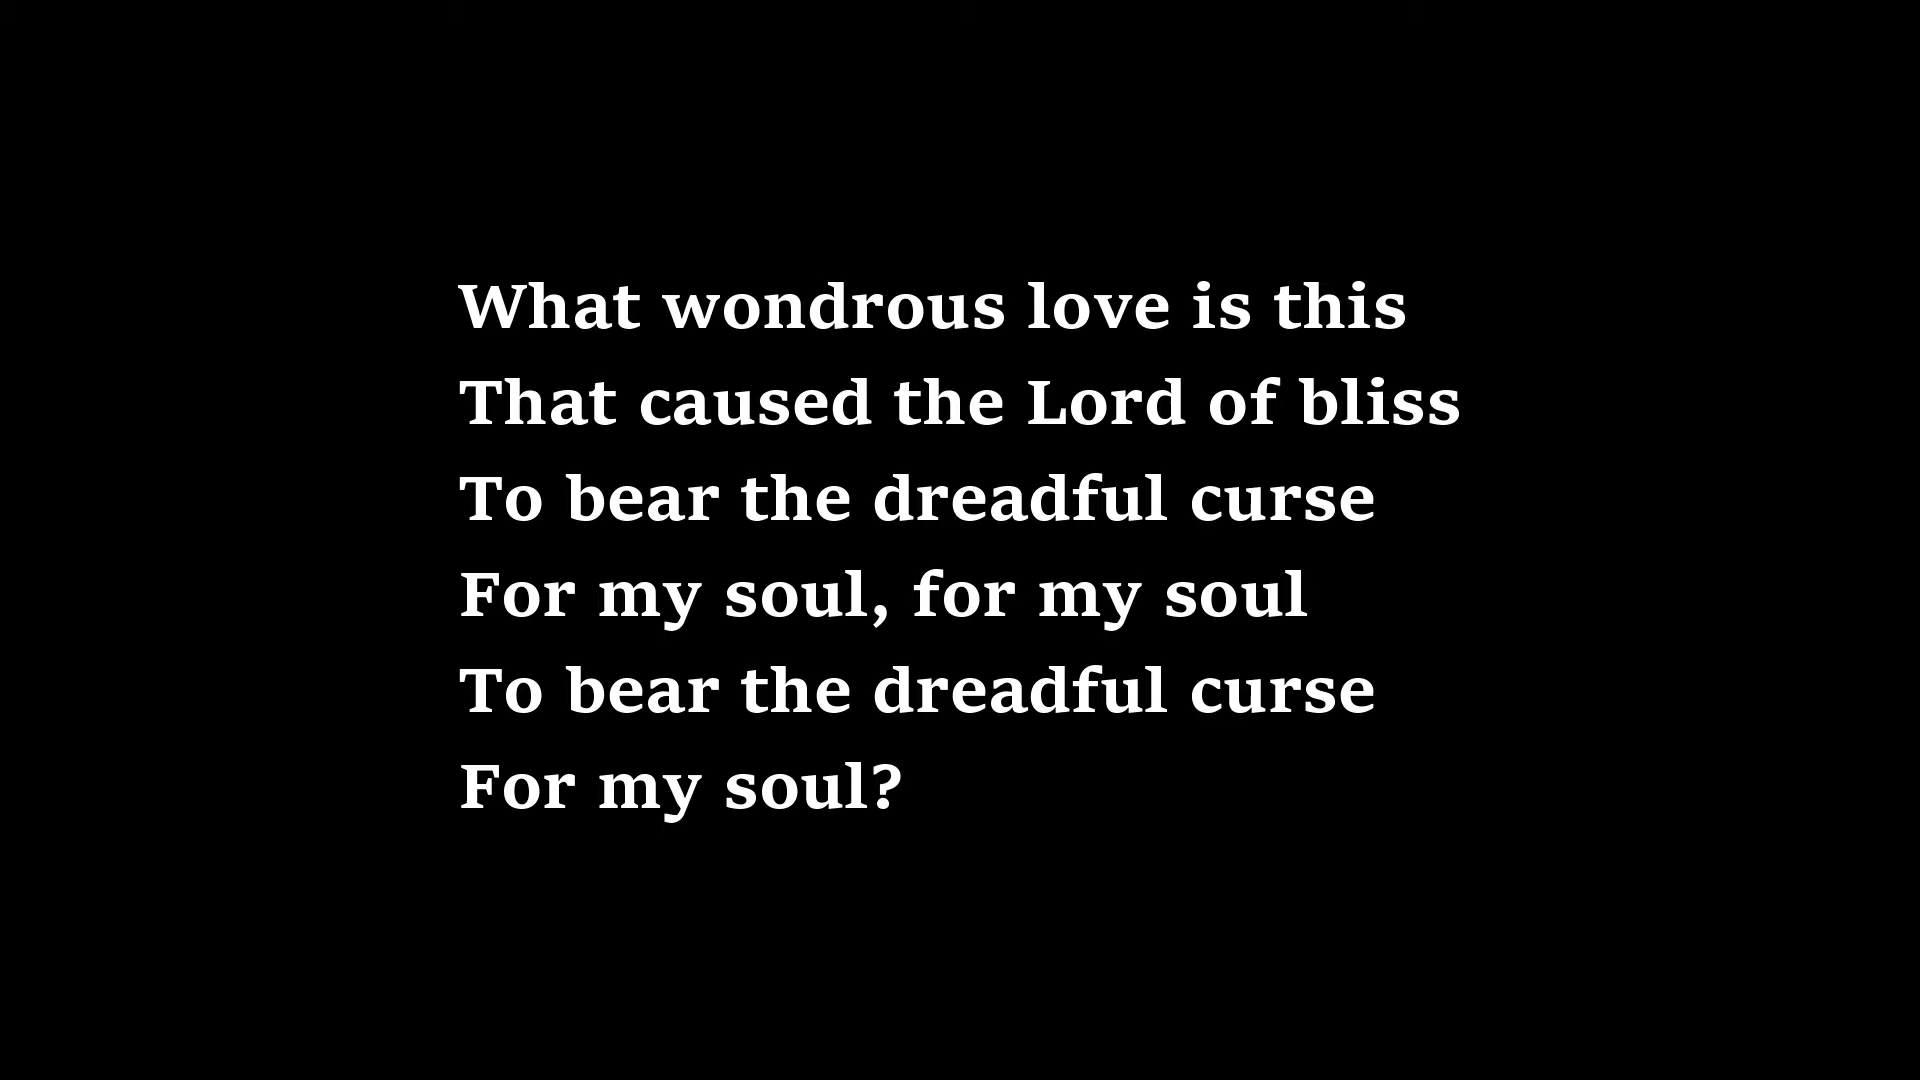 What wondrous love is this
That caused the Lord of bliss
To bear the dreadful curse
For my soul, for my soul
To bear the dreadful curse
For my soul?